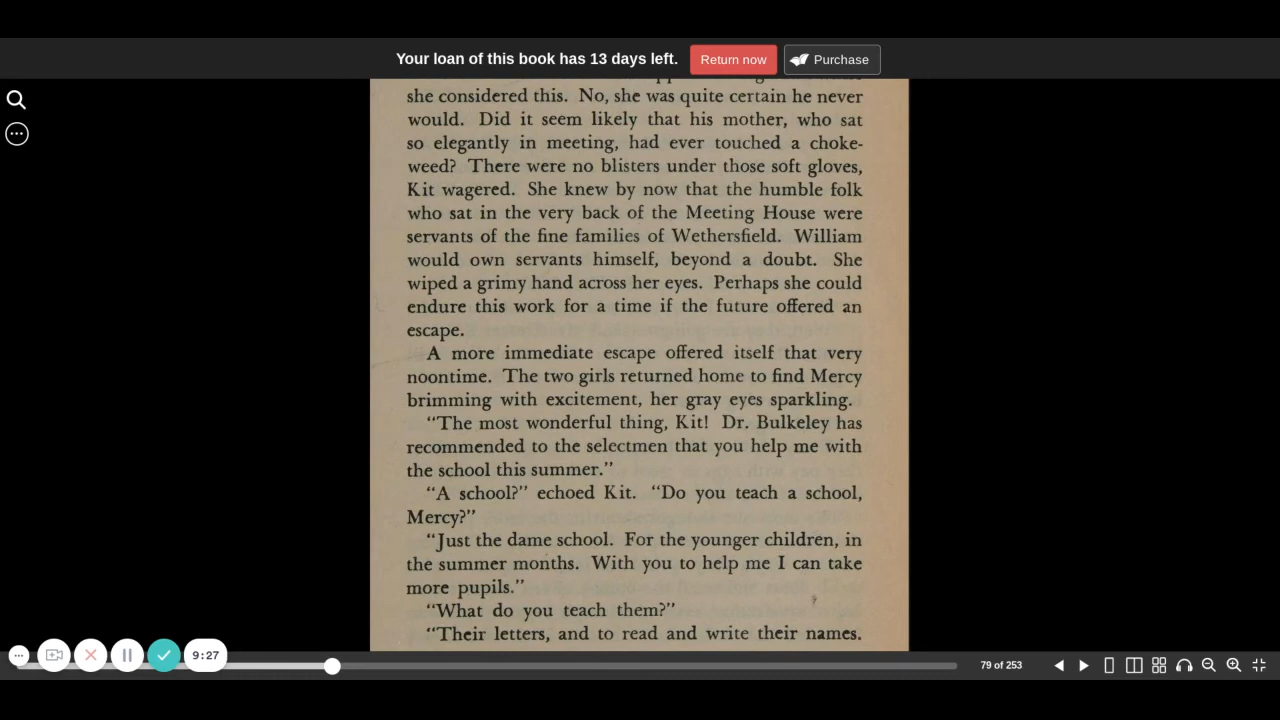 Your loan of this book has 13 days left.
Return now
Purchase
she considered this. No, she was quite certain he never
would. Did it seem likely that his mother, who sat
so elegantly in meeting, had ever touched a choke-
weed? There were no blisters under those soft gloves,
Kit wagered. She knew by now that the humble folk
who sat in the very back of the Meeting House were
servants of the fine families of Wethersfield. William
would own servants himself, beyond a doubt. She
wiped a grimy hand across her eyes. Perhaps she could
endure this work for a time if the future offered an
escape.
A more immediate escape offered itself that very
noontime. The two girls returned home to find Mercy
brimming with excitement, her gray eyes sparkling.
“The most wonderful thing, Kit! Dr. Bulkeley has
recommended to the selectmen that you help me with
the school this summer.”
“A school?” echoed Kit. “Do you teach a school,
Mercy?”
“Just the dame school. For the younger children, in
the summer months. With you to help me I can take
more pupils.”
“What do you teach them?”
“Their letters, and to read and write their names.
9:27
79 of 253